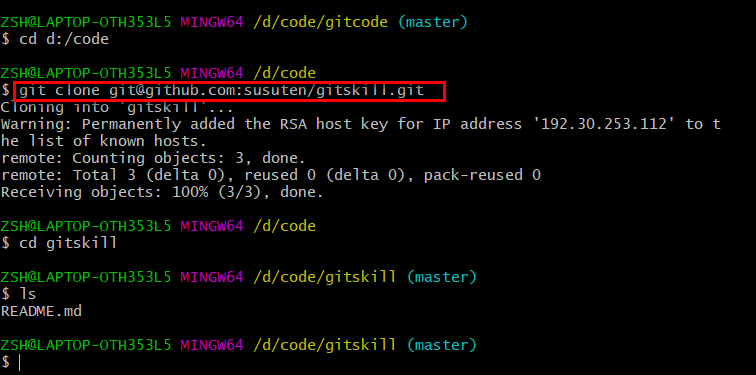 ZSH@LAPTOP-OTH353L5 MINGW64 /d/code/gitcode (master)
$ cd d:/code
ZSH@LAPTOP-OTH353L5 MINGW64 /d/code
$ git clone git@github.com:susuten/gitskill.git
Cloning into 'gitskill'...
Warning: Permanently added the RSA host key for IP address '192.30.253.112' to t
he list of known hosts.
remote: Counting objects: 3, done.
remote: Total 3 (delta 0), reused 0 (delta 0), pack-reused 0
Receiving objects: 100% (3/3), done.
ZSH@LAPTOP-OTH353L5 MINGW64 /d/code
$ cd gitskill
ZSH@LAPTOP-OTH353L5 MINGW64 /d/code/gitskill (master)
$ ls
README.md
ZSH@LAPTOP-OTH353L5 MINGW64 /d/code/gitskill (master)
$